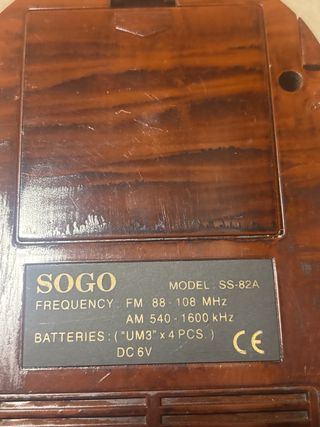 SOGO MODEL: SS-82A
FREQUENCY: FM 88-108 MHz
AM 540-1600 kHz
BATTERIES: ("UM3" x 4 PCS.)
DC 6V CE